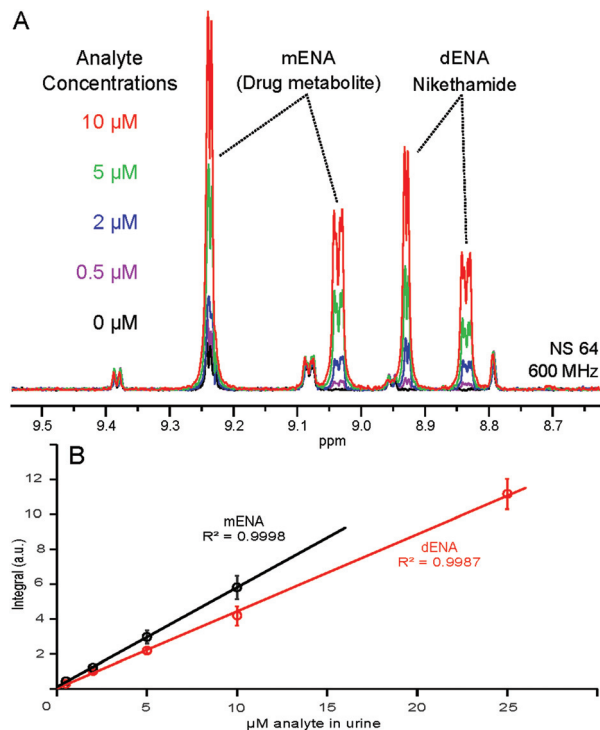 A
Analyte
Concentrations
10 µM
5 µM
2 µM
0.5 µM
0 µM
mENA
(Drug metabolite)
dENA
Nikethamide
NS 64
600 MHz
9.5 9.4 9.3 9.2 9.1 9.0 8.9 8.8 8.7
ppm
B
Integral (a.u.)
12
10
8
6
4
2
mENA
R² = 0.9998
dENA
R² = 0.9987
0 5 10 15 20 25
µM analyte in urine